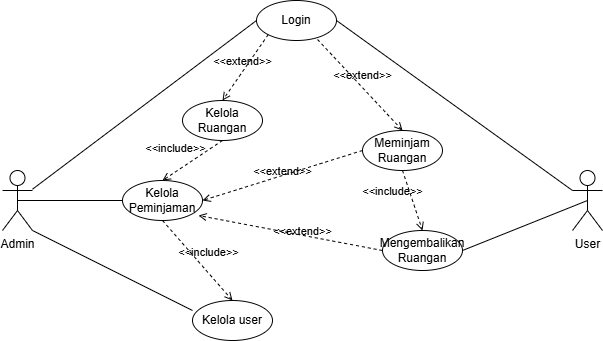 Login
<<extend>>
<<extend>>
Kelola
Ruangan
<<include>>
Meminjam
Ruangan
<<extend>>
Kelola
Peminjaman
<<include>>
Admin
User
<<extend>>
Mengembalikan
Ruangan
<<include>>
Kelola user